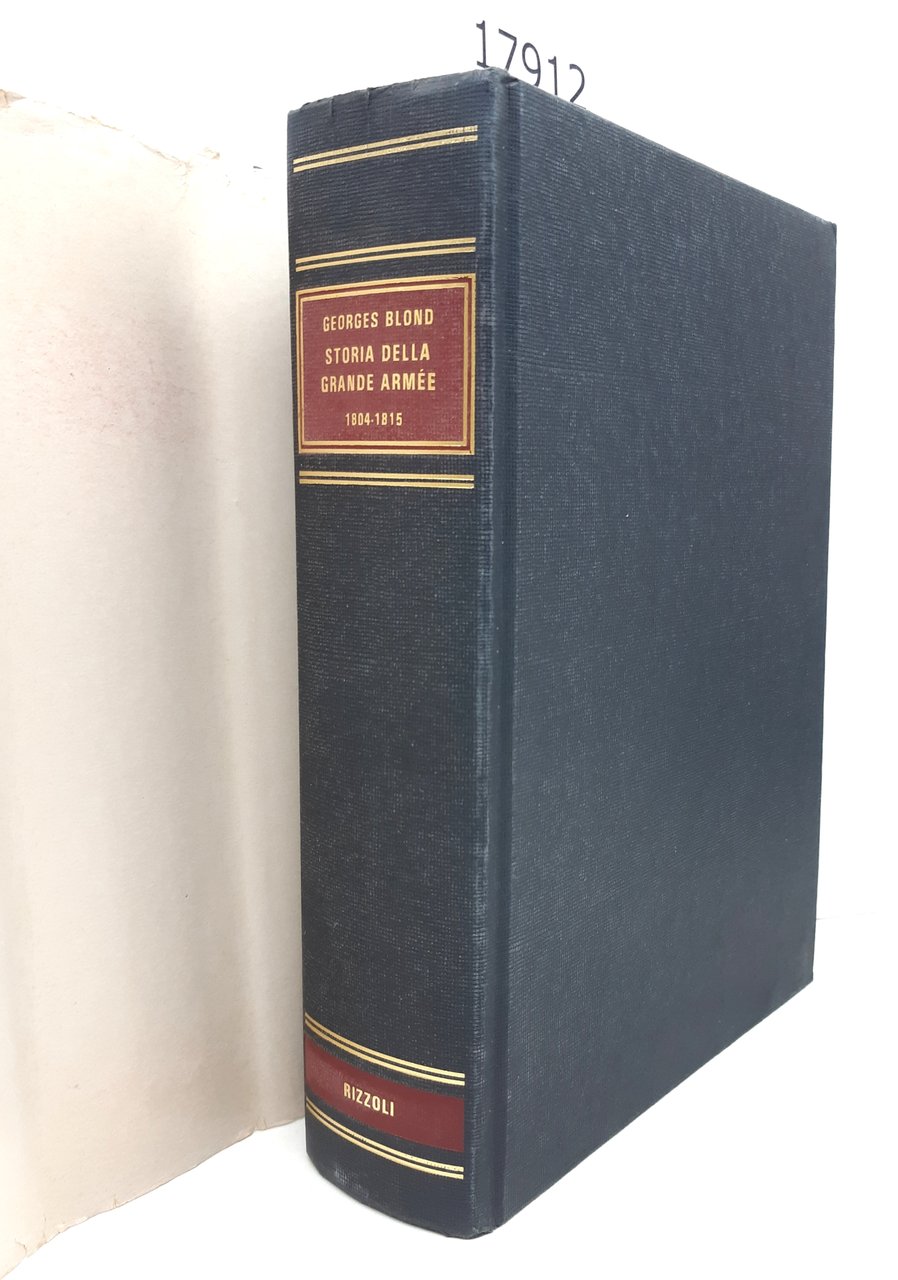 17912
GEORGES BLOND
STORIA DELLA
GRANDE ARMÉE
1804-1815
RIZZOLI